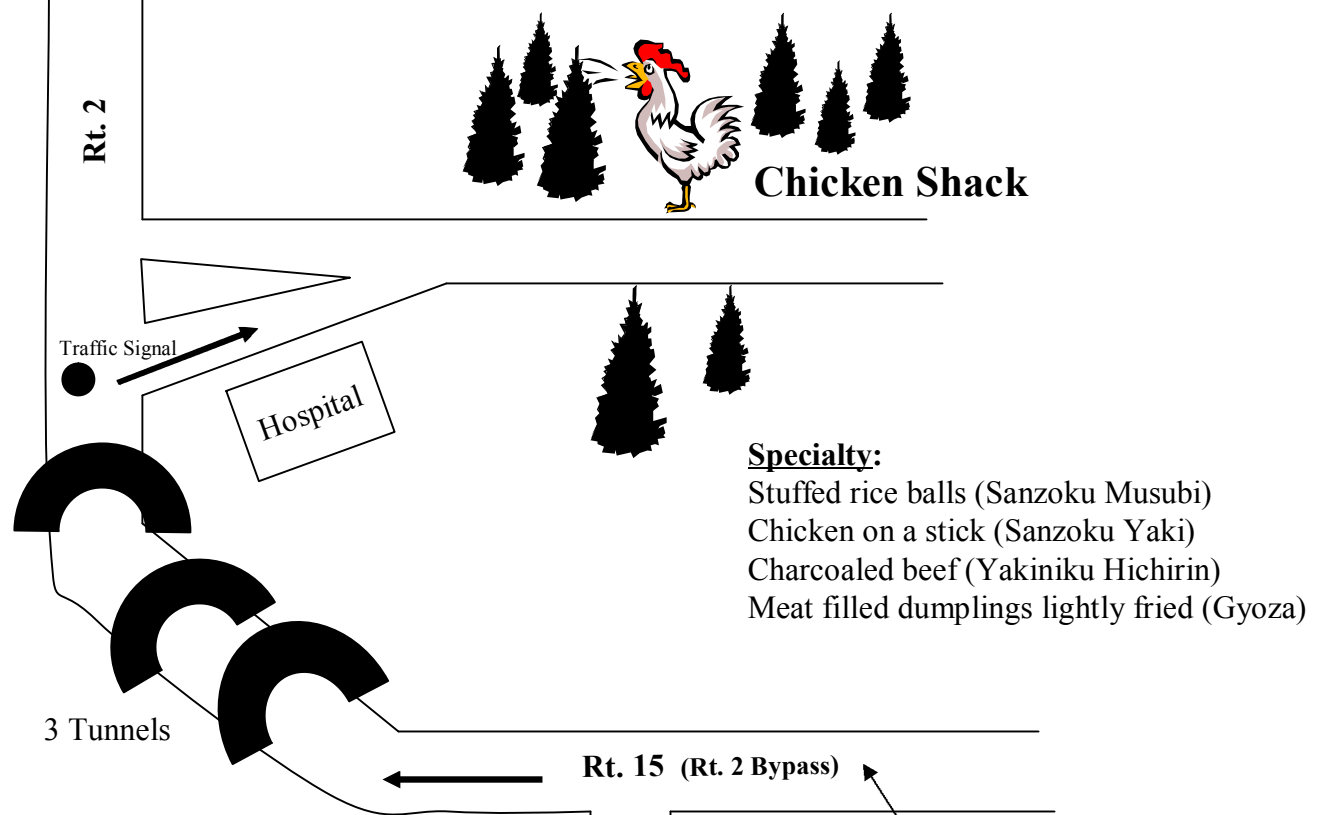 Rt. 2
Chicken Shack
Traffic Signal
Hospital
Specialty:
Stuffed rice balls (Sanzoku Musubi)
Chicken on a stick (Sanzoku Yaki)
Charcoaled beef (Yakiniku Hichirin)
Meat filled dumplings lightly fried (Gyoza)
3 Tunnels
Rt. 15 (Rt. 2 Bypass)